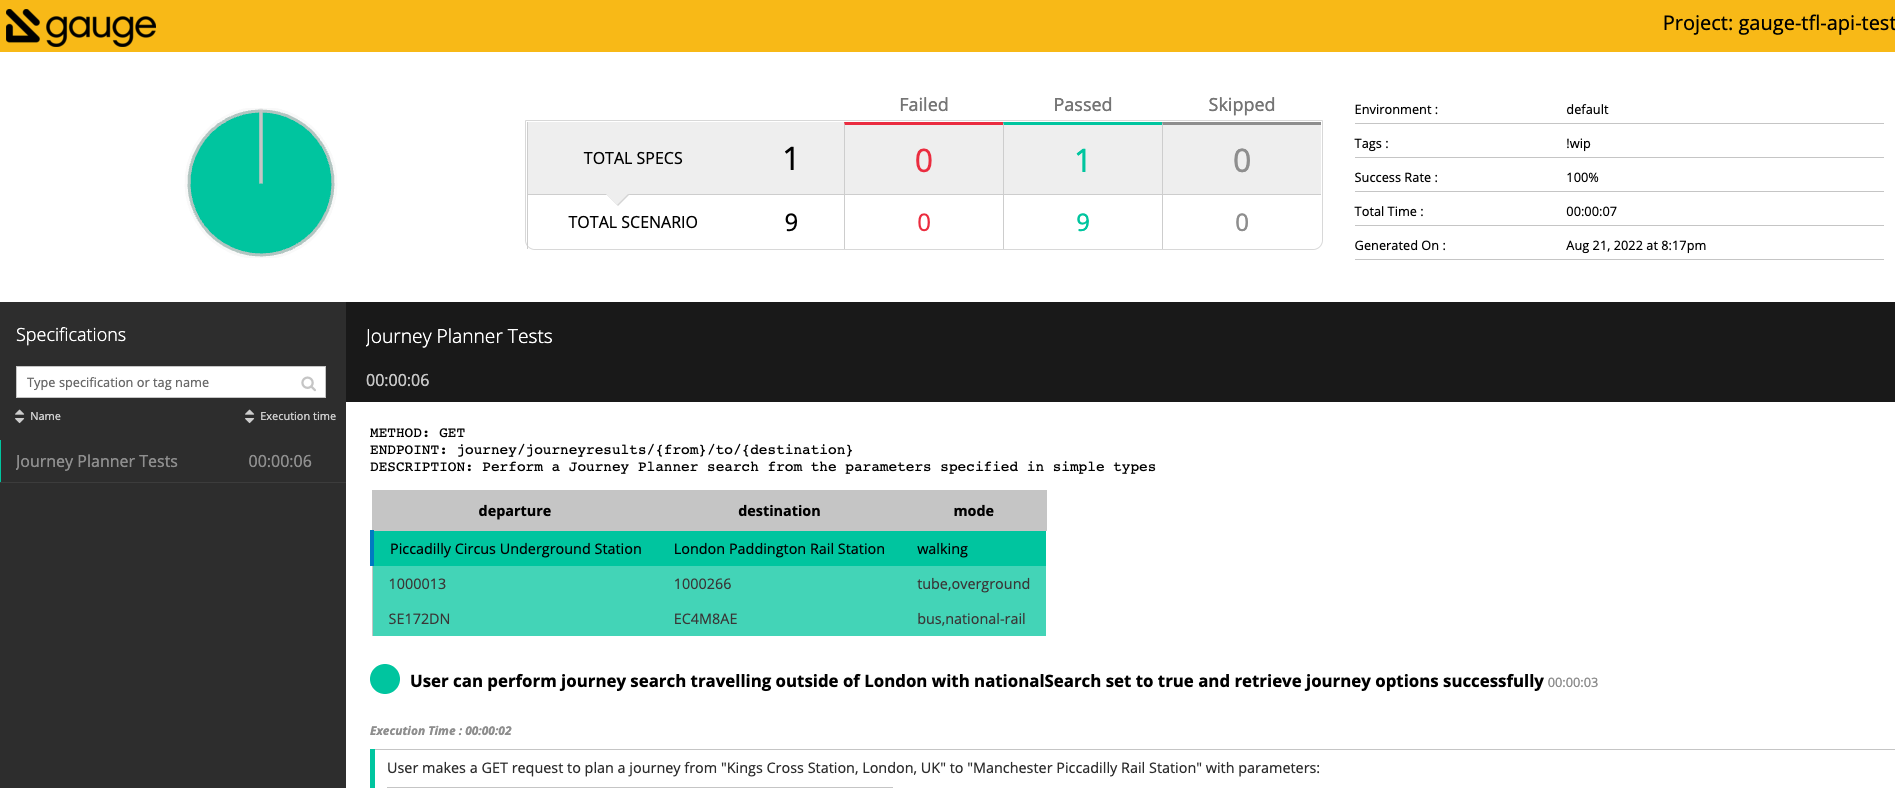 gauge
Project: gauge-tfl-api-test
Failed Passed Skipped
TOTAL SPECS 1 0 1 0
TOTAL SCENARIO 9 0 9 0
Environment : default
Tags : !wip
Success Rate : 100%
Total Time : 00:00:07
Generated On : Aug 21, 2022 at 8:17pm
Specifications
Type specification or tag name
Name Execution time
Journey Planner Tests 00:00:06
Journey Planner Tests
00:00:06
METHOD: GET
ENDPOINT: journey/journeyresults/{from}/to/{destination}
DESCRIPTION: Perform a Journey Planner search from the parameters specified in simple types
departure destination mode
Piccadilly Circus Underground Station London Paddington Rail Station walking
1000013 1000266 tube,overground
SE172DN EC4M8AE bus,national-rail
User can perform journey search travelling outside of London with nationalSearch set to true and retrieve journey options successfully 00:00:03
Execution Time : 00:00:02
User makes a GET request to plan a journey from "Kings Cross Station, London, UK" to "Manchester Piccadilly Rail Station" with parameters: